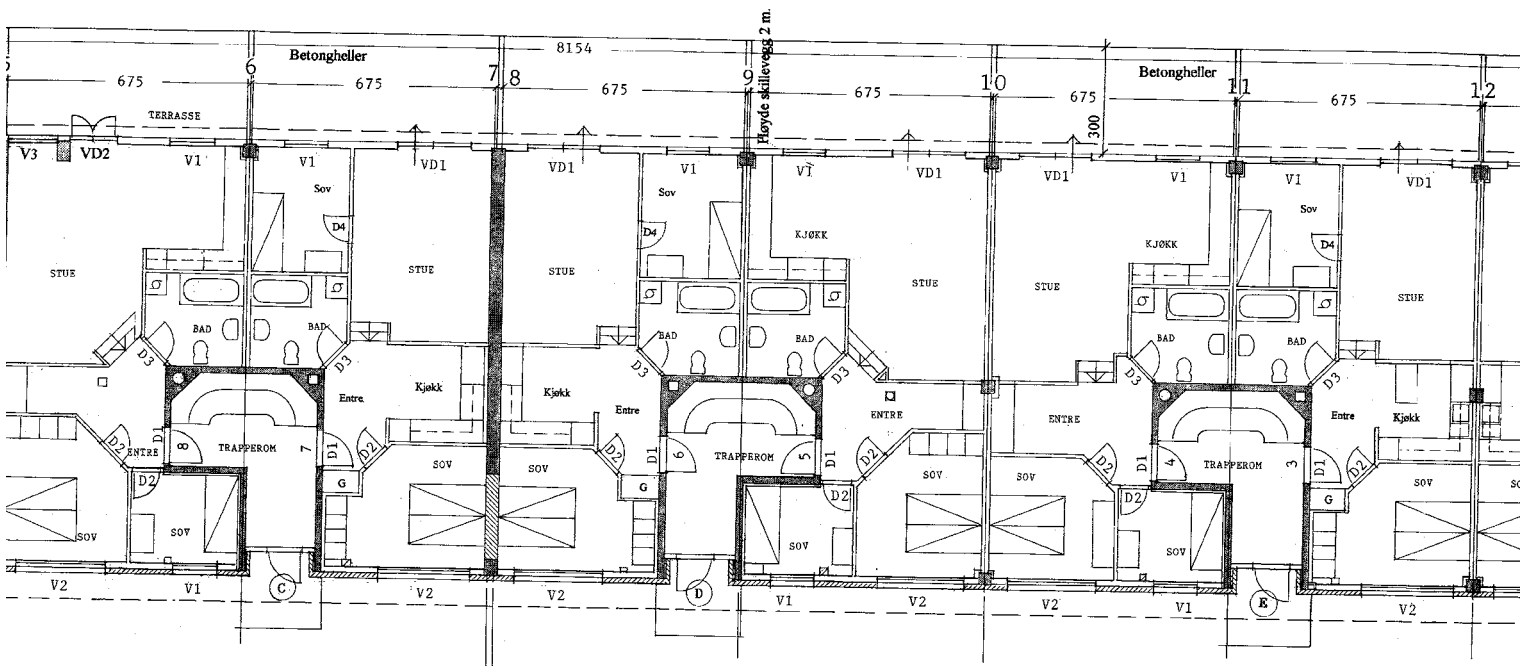 Betongheller
8154
Høyde skillevegg 2 m.
Betongheller
6
7
8
9
10
11
12
675
675
675
675
675
675
300
TERRASSE
V3
VD2
V1
V1
VD1
VD1
V1
V1
VD1
VD1
V1
V1
VD1
Sov
Sov
Sov
D4
D4
D4
KJØKK
KJØKK
STUE
STUE
STUE
STUE
STUE
STUE
BAD
BAD
BAD
BAD
BAD
BAD
D3
D3
D3
D3
D3
D3
Kjøkk
Kjøkk
Kjøkk
Entre
Entre
ENTRE
ENTRE
Entre
ENTRE
D2
8
TRAPPEROM
7
D1
D2
D2
D1
6
TRAPPEROM
5
D1
D2
D2
D1
4
TRAPPEROM
3
D1
D2
D2
G
G
D2
D2
G
SOV
SOV
SOV
SOV
SOV
SOV
SOV
SOV
SOV
V2
V1
C
V2
V2
D
V1
V2
V2
V1
E
V2